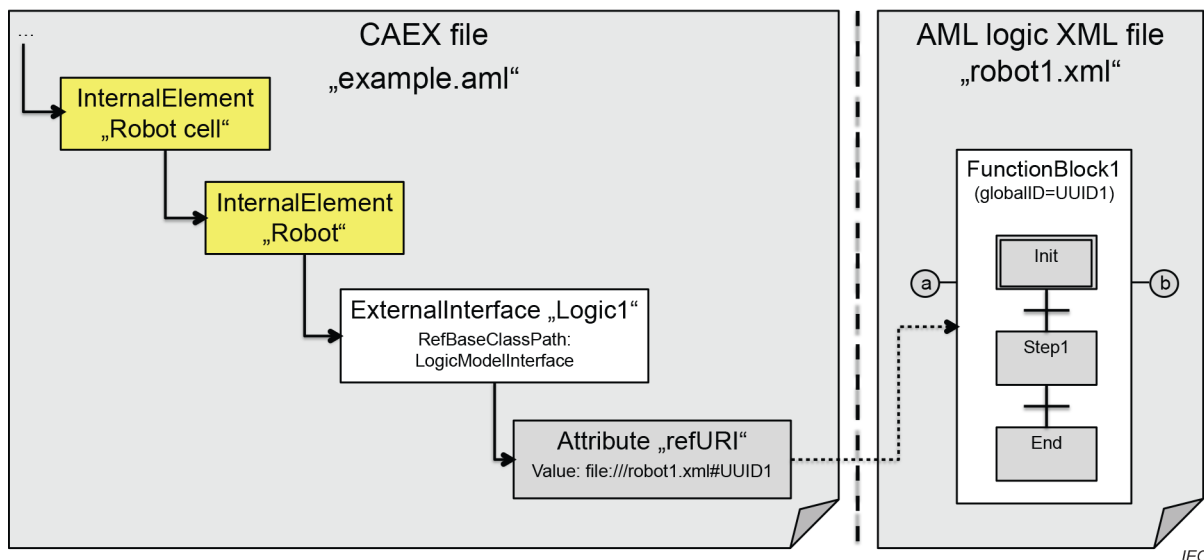 ...
CAEX file
„example.aml“
InternalElement
„Robot cell“
InternalElement
„Robot“
ExternalInterface „Logic1“
RefBaseClassPath:
LogicModelInterface
Attribute „refURI“
Value: file:///robot1.xml#UUID1
AML logic XML file
„robot1.xml“
FunctionBlock1
(globalID=UUID1)
Init
a
b
Step1
End